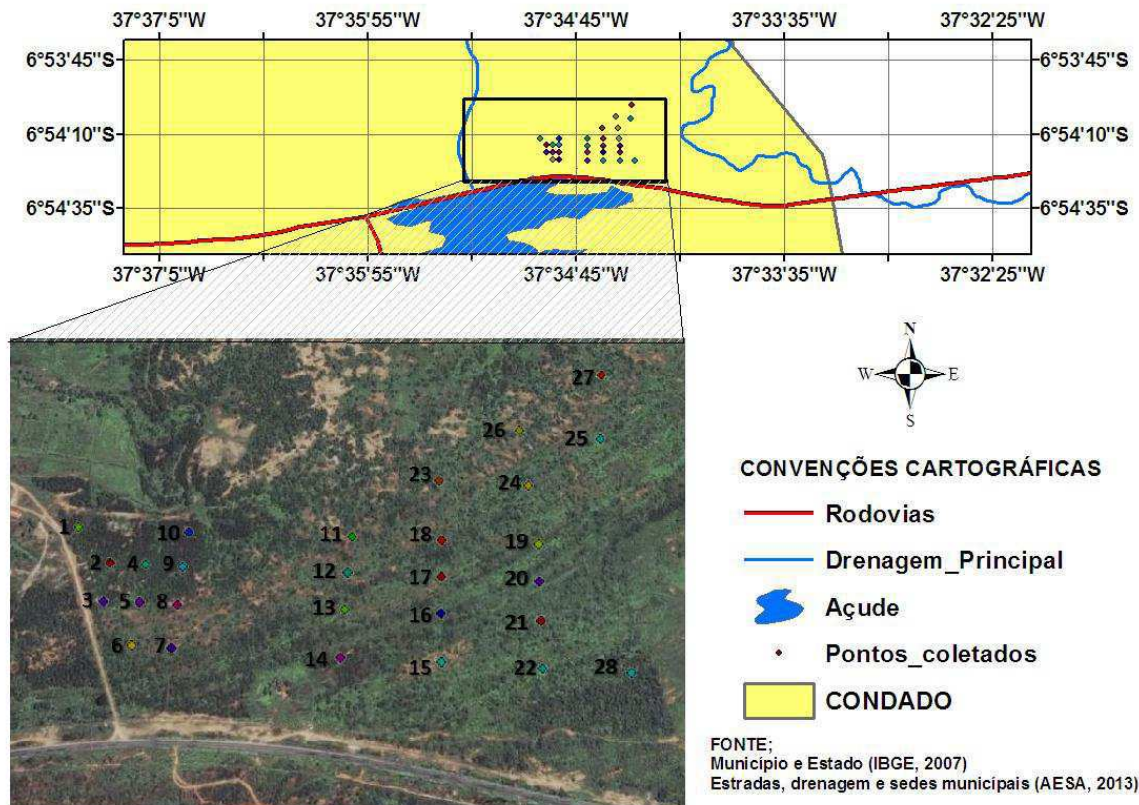 37°37'5"W 37°35'55"W 37°34'45"W 37°33'35"W 37°32'25"W
6°53'45''S 6°53'45''S
6°54'10''S 6°54'10''S
6°54'35''S 6°54'35''S
37°37'5"W 37°35'55"W 37°34'45"W 37°33'35"W 37°32'25"W
N
W E
S
27
26 25
23 24
1 10 11 18 19
2 4 9 12 17 20
3 5 8 13 16 21
6 7 14 15 22 28
CONVENÇÕES CARTOGRÁFICAS
Rodovias
Drenagem_Principal
Açude
Pontos_coletados
CONDADO
FONTE;
Município e Estado (IBGE, 2007)
Estradas, drenagem e sedes municipais (AESA, 2013)